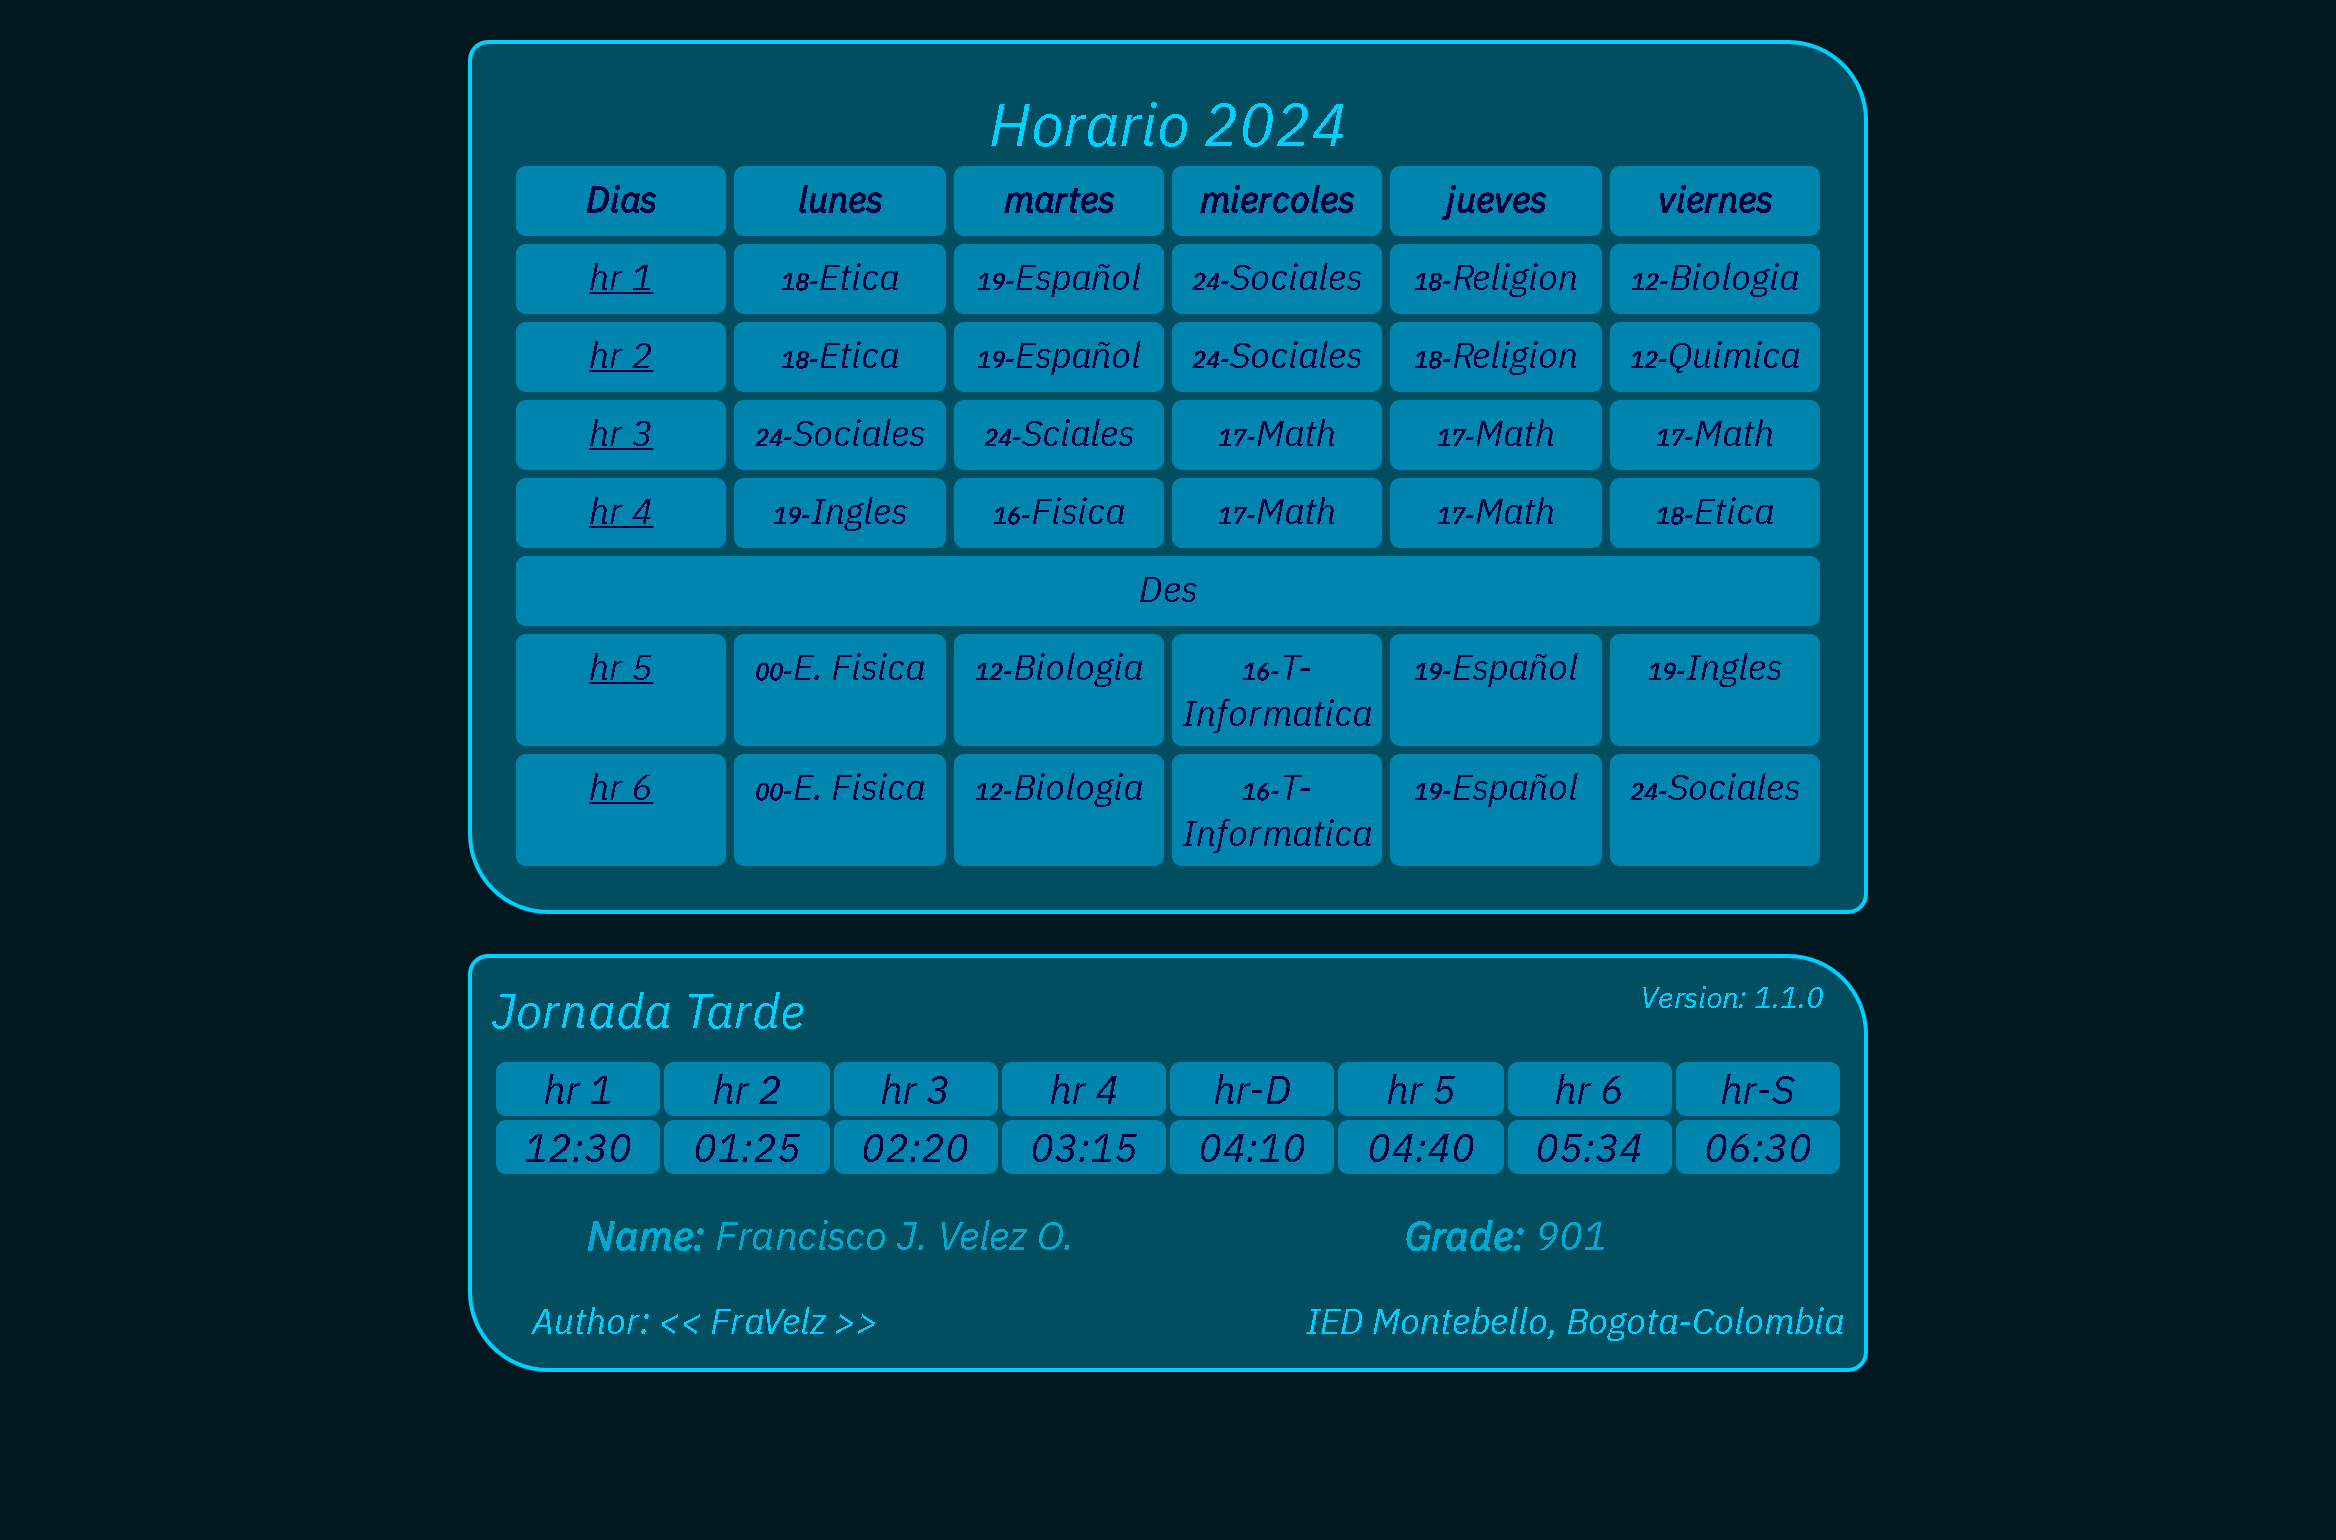 Horario 2024
Dias lunes martes miercoles jueves viernes
hr 1 18-Etica 19-Español 24-Sociales 18-Religion 12-Biologia
hr 2 18-Etica 19-Español 24-Sociales 18-Religion 12-Quimica
hr 3 24-Sociales 24-Sciales 17-Math 17-Math 17-Math
hr 4 19-Ingles 16-Fisica 17-Math 17-Math 18-Etica
Des
hr 5 00-E. Fisica 12-Biologia 16-T- 19-Español 19-Ingles
Informatica
hr 6 00-E. Fisica 12-Biologia 16-T- 19-Español 24-Sociales
Informatica
Jornada Tarde
Version: 1.1.0
hr 1 hr 2 hr 3 hr 4 hr-D hr 5 hr 6 hr-S
12:30 01:25 02:20 03:15 04:10 04:40 05:34 06:30
Name: Francisco J. Velez O. Grade: 901
Author: << FraVelz >> IED Montebello, Bogota-Colombia